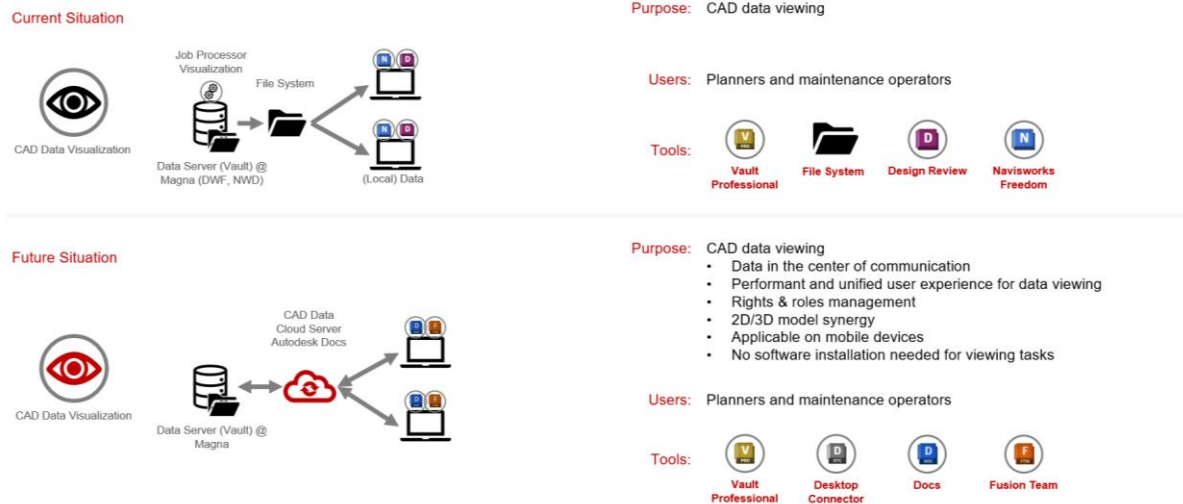 Current Situation
Job Processor
Visualization
File System
CAD Data Visualization
Data Server (Vault) @
Magna (DWF, NWD)
N D
N D
(Local) Data
Purpose: CAD data viewing
Users: Planners and maintenance operators
Tools:
V
PRO
D
N
Vault
Professional
File System
Design Review
Navisworks
Freedom
Future Situation
CAD Data
Cloud Server
Autodesk Docs
CAD Data Visualization
Data Server (Vault) @
Magna
D F
D F
Purpose: CAD data viewing
• Data in the center of communication
• Performant and unified user experience for data viewing
• Rights & roles management
• 2D/3D model synergy
• Applicable on mobile devices
• No software installation needed for viewing tasks
Users: Planners and maintenance operators
Tools:
V
PRO
D
D
F
Vault
Professional
Desktop
Connector
Docs
Fusion Team